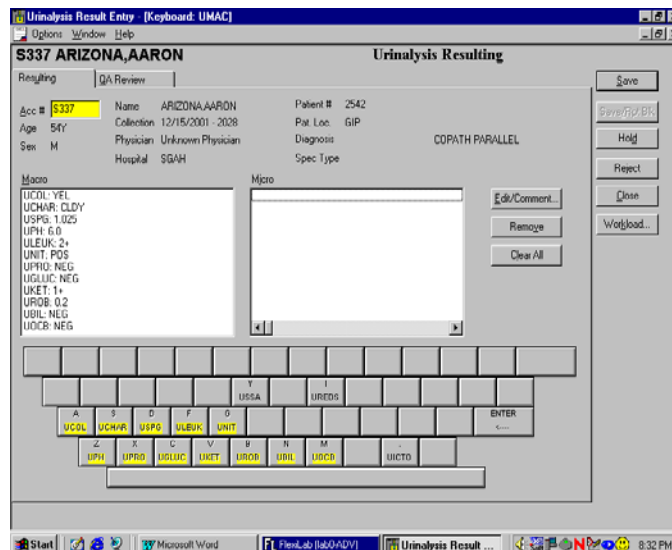 Urinalysis Result Entry - [Keyboard: UMAC]
Options Window Help
S337 ARIZONA,AARON Urinalysis Resulting
Resulting QA Review
Save
Acc # S337 Name ARIZONA,AARON Patient # 2542
Save/Rpt Blk
Age 54Y Collection 12/15/2001 - 2028 Pat. Loc. GIP
Sex M Physician Unknown Physician Diagnosis COPATH PARALLEL
Hold
Hospital SGAH Spec Type
Reject
Macro Micro
Close
UCOL: YEL
Edit/Comment...
UCHAR: CLDY
USPG: 1.025
Workload...
UPH: 6.0
Remove
ULEUK: 2+
UNIT: POS
Clear All
UPRO: NEG
UGLUC: NEG
UKET: 1+
UROB: 0.2
UBIL: NEG
UOCB: NEG
Y I
USSA UREDS
A S D F G ENTER
UCOL UCHAR USPG ULEUK UNIT <----
Z X C V B N M .
UPH UPRO UGLUC UKET UROB UBIL UOCB UICTO
Start Microsoft Word FL FlexiLab [lab0-ADV] Urinalysis Result ... 8:32 PM